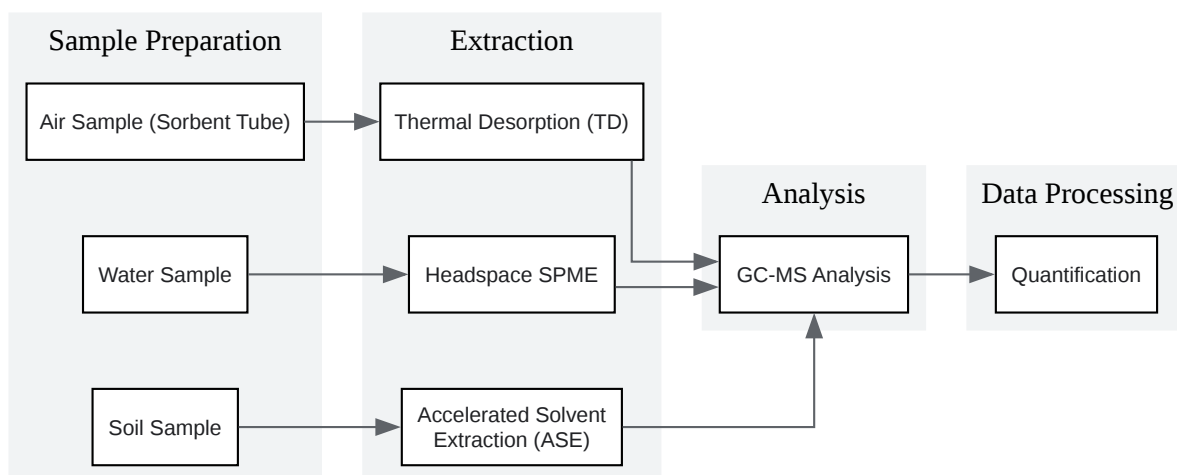 Sample Preparation
Extraction
Air Sample (Sorbent Tube)
Thermal Desorption (TD)
Analysis
Data Processing
Water Sample
Headspace SPME
GC-MS Analysis
Quantification
Soil Sample
Accelerated Solvent
Extraction (ASE)